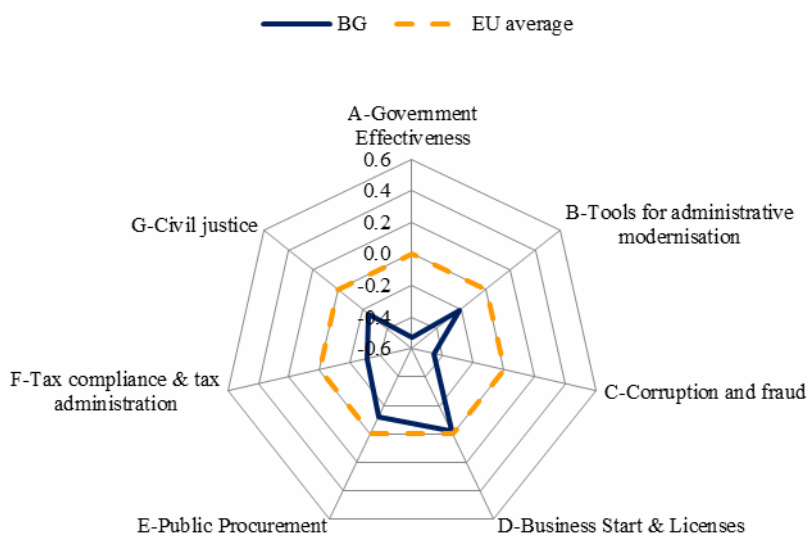 BG
EU average
A-Government
Effectiveness
0.6
0.4
0.2
0.0
-0.2
-0.4
-0.6
B-Tools for administrative
modernisation
C-Corruption and fraud
D-Business Start & Licenses
E-Public Procurement
F-Tax compliance & tax
administration
G-Civil justice